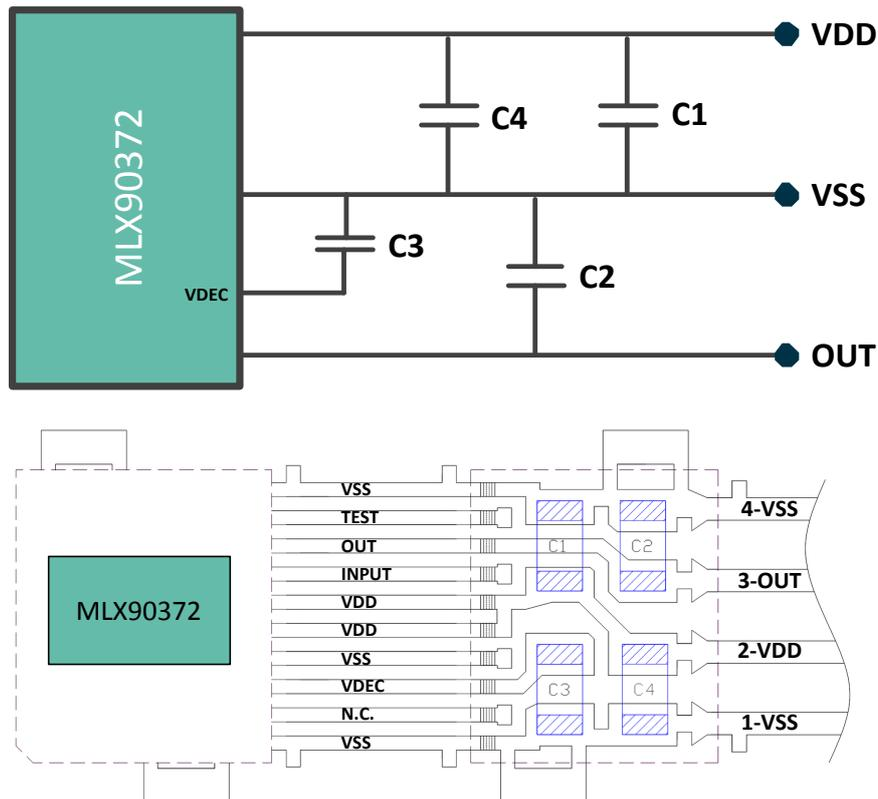 VDD
C4
C1
MLX90372
VSS
C3
C2
VDEC
OUT
VSS
4-VSS
TEST
OUT
C1
C2
INPUT
3-OUT
MLX90372
VDD
VDD
2-VDD
VSS
VDEC
C3
C4
N.C.
1-VSS
VSS